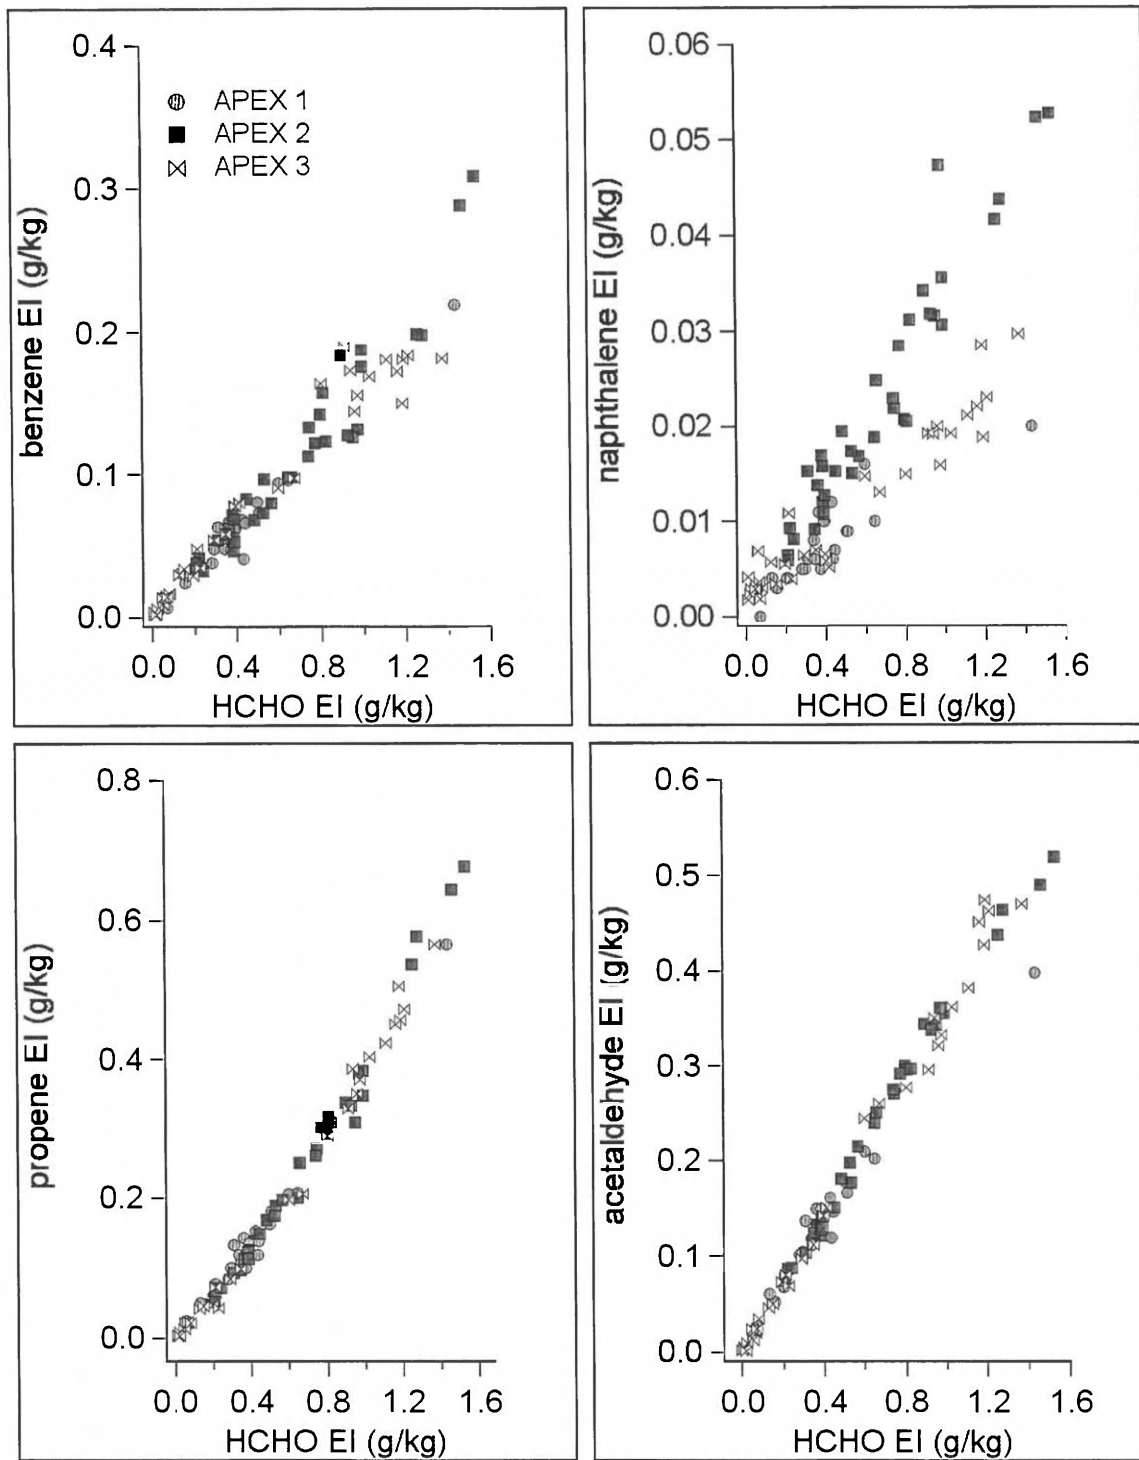 0.4
0.3
0.2
0.1
0.0
benzene EI (g/kg)
APEX 1
APEX 2
APEX 3
0.0 0.4 0.8 1.2 1.6
HCHO EI (g/kg)
0.06
0.05
0.04
0.03
0.02
0.01
0.00
naphthalene EI (g/kg)
0.0 0.4 0.8 1.2 1.6
HCHO EI (g/kg)
0.8
0.6
0.4
0.2
0.0
propene EI (g/kg)
0.0 0.4 0.8 1.2 1.6
HCHO EI (g/kg)
0.6
0.5
0.4
0.3
0.2
0.1
0.0
acetaldehyde EI (g/kg)
0.0 0.4 0.8 1.2 1.6
HCHO EI (g/kg)